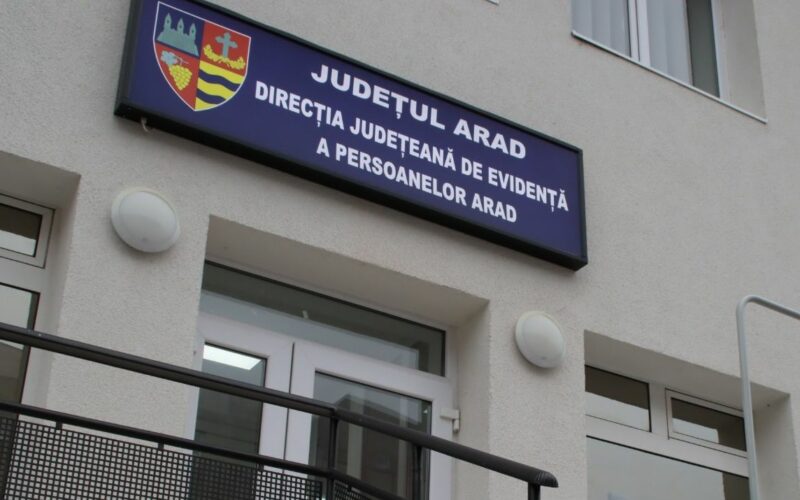 JUDEȚUL ARAD
DIRECȚIA JUDEȚEANĂ DE EVIDENȚĂ
A PERSOANELOR ARAD